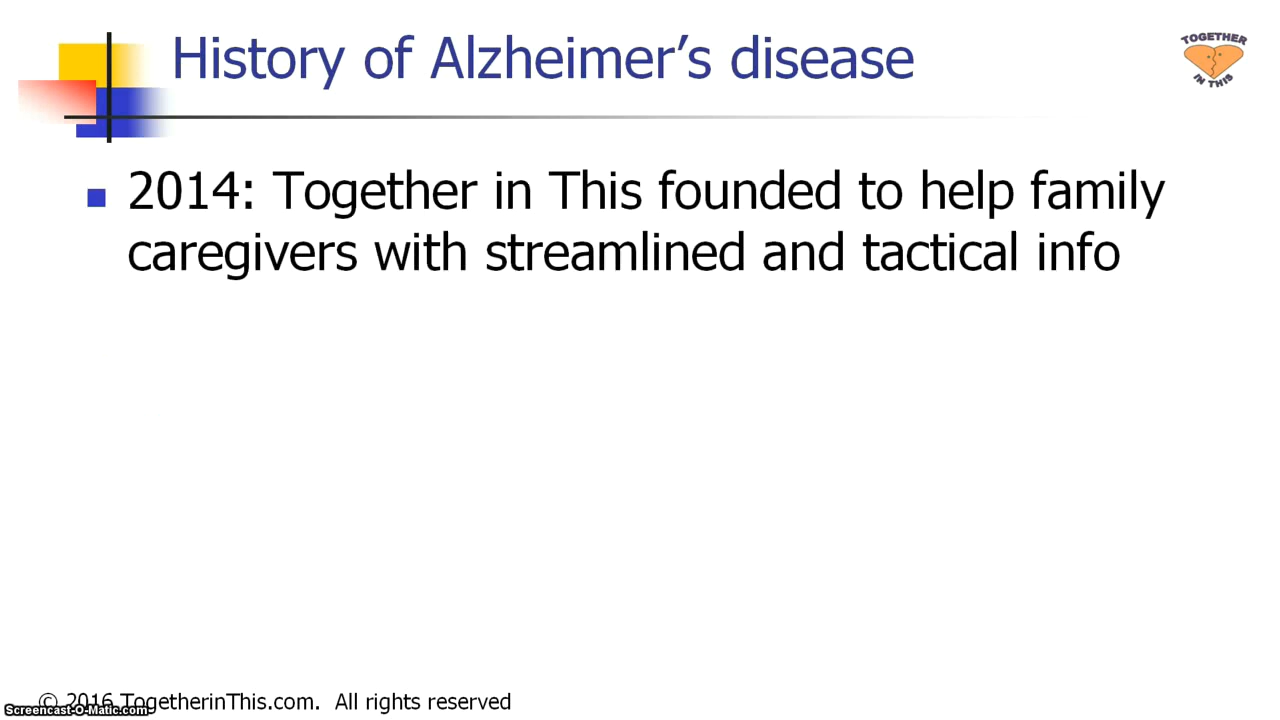 History of Alzheimer’s disease
TOGETHER
IN THIS
2014: Together in This founded to help family
caregivers with streamlined and tactical info
© 2016 TogetherinThis.com. All rights reserved
Screencast-O-Matic.com